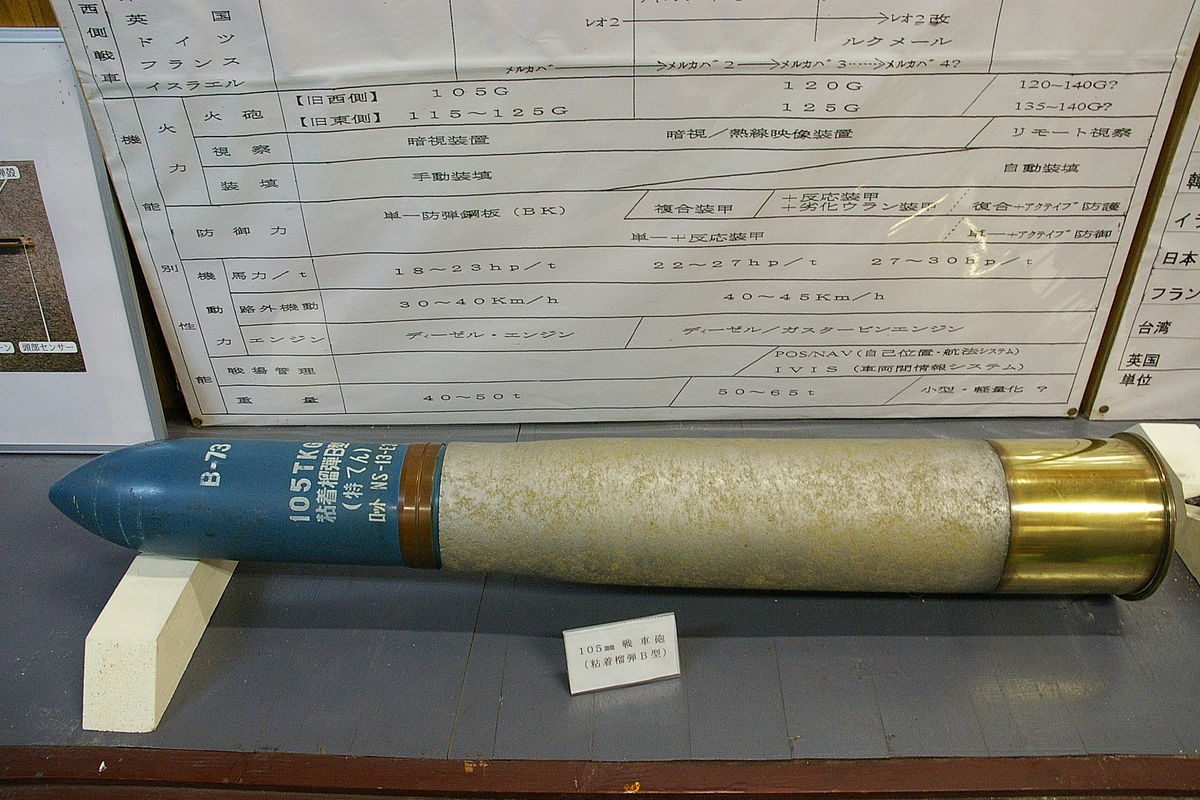 西側戦車
英国
ドイツ
フランス
イスラエル
レオ2
レオ2改
ルクメール
メルカバ メルカバ2 メルカバ3 メルカバ4?
機能別性能
火力
火砲
【旧西側】 105G 120G 120~140G?
【旧東側】 115~125G 125G 135~140G?
視察 暗視装置 暗視/熱線映像装置 リモート視察
装填 手動装填 自動装填
防御力 単一防弾鋼板(BK) 複合装甲
+反応装甲
+劣化ウラン装甲
復合+アクティブ防護
単一+反応装甲 単一+アクティブ防御
機動力
馬力/t 18~23hp/t 22~27hp/t 27~30hp/t
路外機動 30~40Km/h 40~45Km/h
エンジン ディーゼル・エンジン ディーゼル/ガスタービンエンジン
戦場管理
POS/NAV(自己位置・航法システム)
IVIS (車両間情報システム)
重量 40~50t 50~65t 小型・軽量化 ?
頭部センサー
日本
フラン
台湾
英国
単位
B-73
105TKG
粘着榴弾B型
(特てん)
ロット NS-13-E
105㎜ 戦車砲
(粘着榴弾B型)